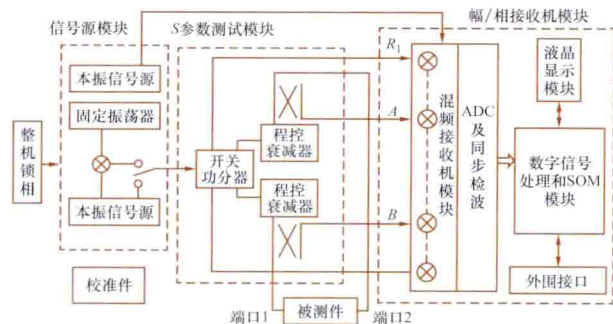 信号源模块
S参数测试模块
幅/相接收机模块
本振信号源
固定振荡器
整机锁相
本振信号源
校准件
开关功分器
程控衰减器
程控衰减器
R1
A
B
混频接收机模块
ADC及同步检波
液晶显示模块
数字信号处理和SOM模块
外围接口
端口1
被测件
端口2